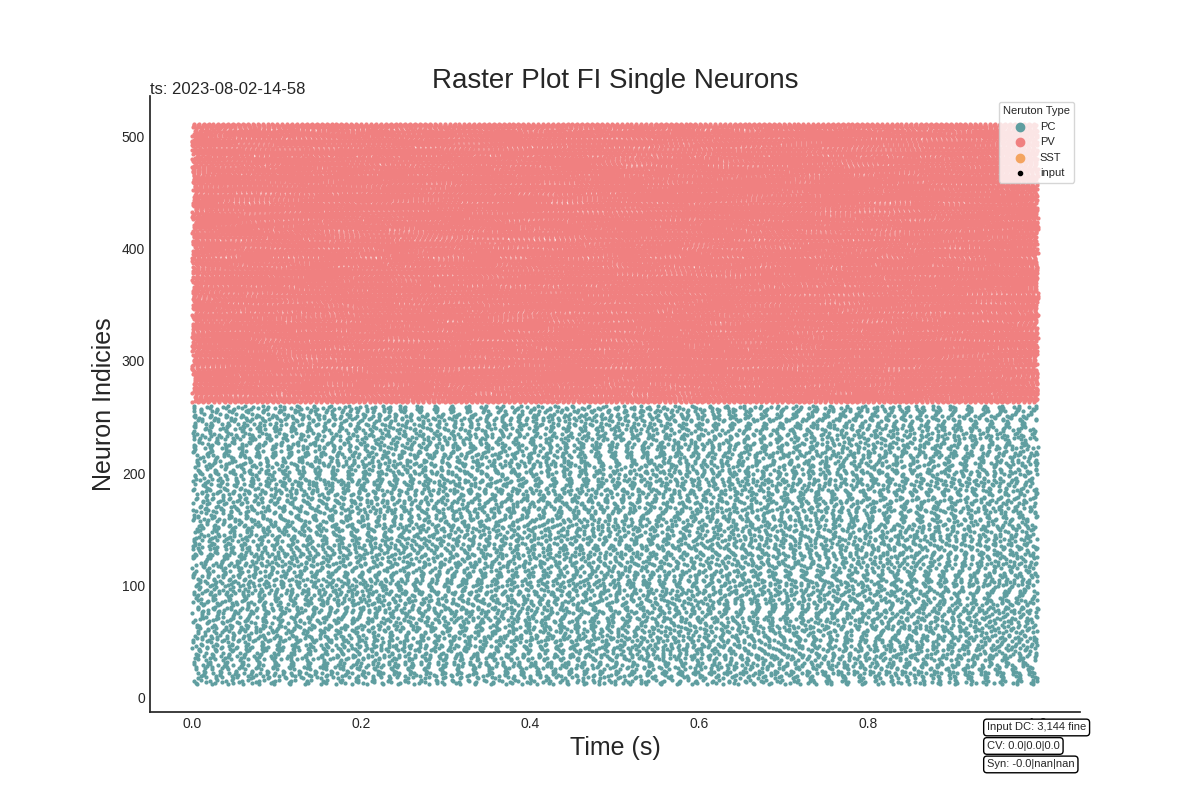 Raster Plot FI Single Neurons
ts: 2023-08-02-14-58
Neruton Type
PC
PV
SST
input
500
400
300
200
100
0
Neuron Indicies
0.0 0.2 0.4 0.6 0.8
Time (s)
Input DC: 3,144 fine
CV: 0.0|0.0|0.0
Syn: -0.0|nan|nan